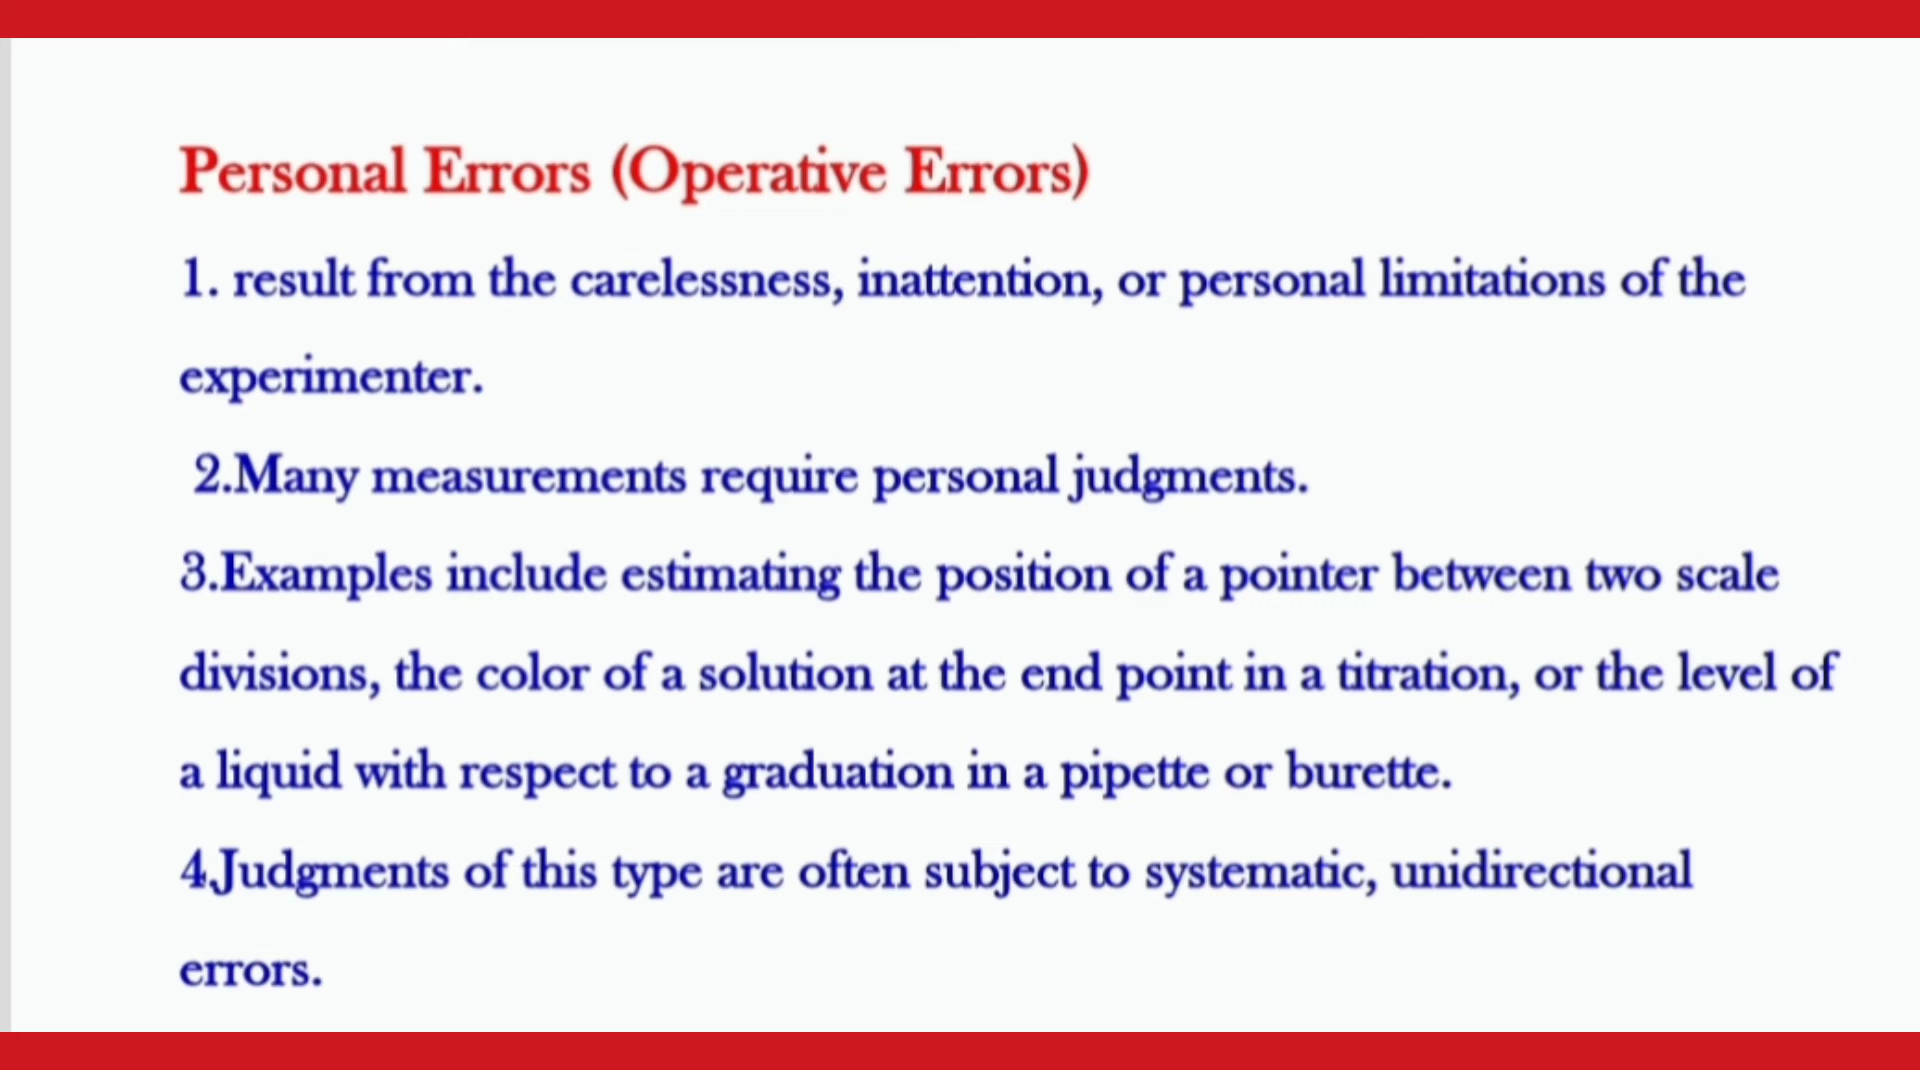 Personal Errors (Operative Errors)
1. result from the carelessness, inattention, or personal limitations of the
experimenter.
2.Many measurements require personal judgments.
3.Examples include estimating the position of a pointer between two scale
divisions, the color of a solution at the end point in a titration, or the level of
a liquid with respect to a graduation in a pipette or burette.
4.Judgments of this type are often subject to systematic, unidirectional
errors.